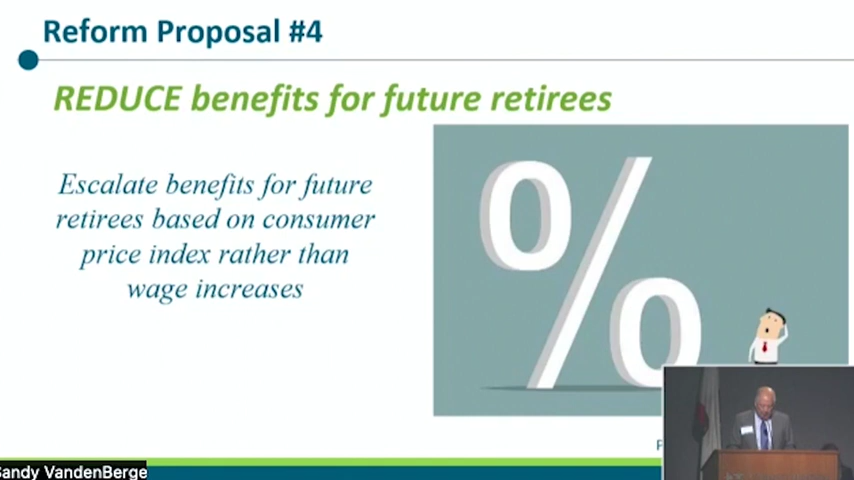 Reform Proposal #4
REDUCE benefits for future retirees
Escalate benefits for future
retirees based on consumer
price index rather than
wage increases
%
Sandy VandenBerge